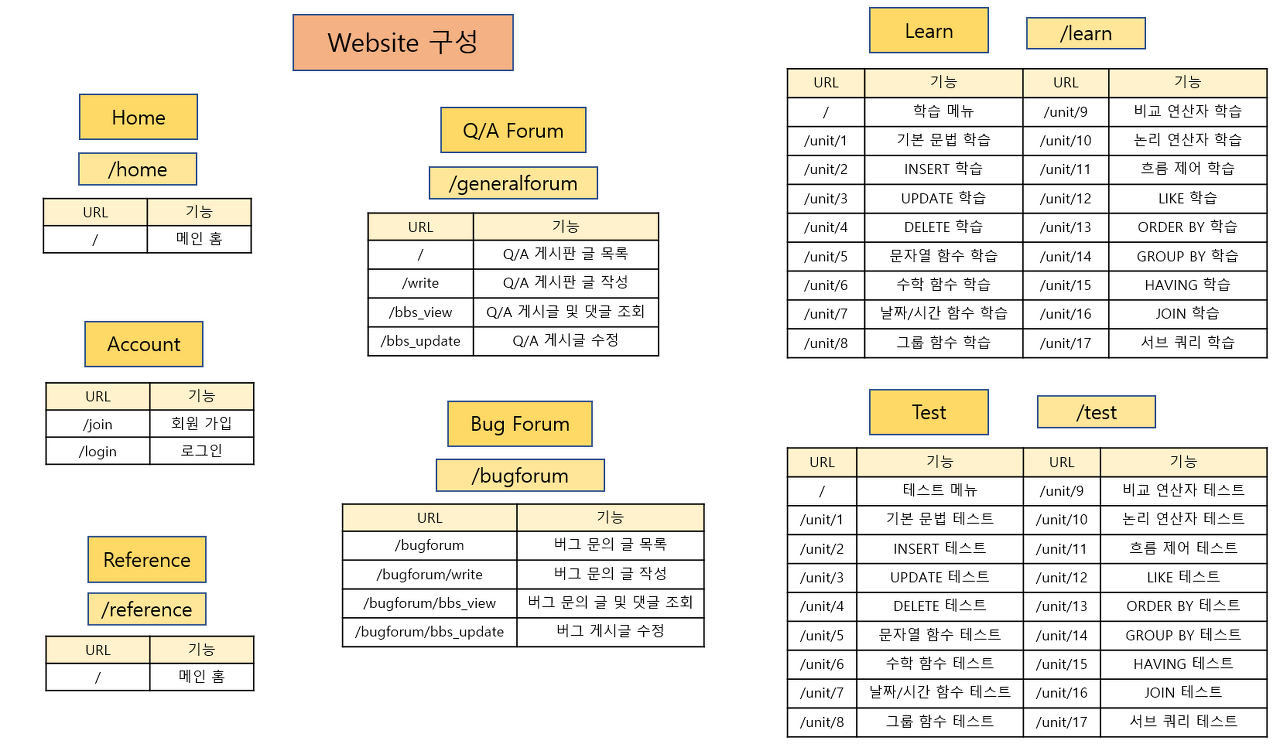 Website 구성
Home
/home
URL 기능
/ 메인 홈
Account
URL 기능
/join 회원 가입
/login 로그인
Reference
/reference
URL 기능
/ 메인 홈
Q/A Forum
/generalforum
URL 기능
/ Q/A 게시판 글 목록
/write Q/A 게시판 글 작성
/bbs_view Q/A 게시글 및 댓글 조회
/bbs_update Q/A 게시글 수정
Bug Forum
/bugforum
URL 기능
/bugforum 버그 문의 글 목록
/bugforum/write 버그 문의 글 작성
/bugforum/bbs_view 버그 문의 글 및 댓글 조회
/bugforum/bbs_update 버그 게시글 수정
Learn /learn
URL 기능 URL 기능
/ 학습 메뉴 /unit/9 비교 연산자 학습
/unit/1 기본 문법 학습 /unit/10 논리 연산자 학습
/unit/2 INSERT 학습 /unit/11 흐름 제어 학습
/unit/3 UPDATE 학습 /unit/12 LIKE 학습
/unit/4 DELETE 학습 /unit/13 ORDER BY 학습
/unit/5 문자열 함수 학습 /unit/14 GROUP BY 학습
/unit/6 수학 함수 학습 /unit/15 HAVING 학습
/unit/7 날짜/시간 함수 학습 /unit/16 JOIN 학습
/unit/8 그룹 함수 학습 /unit/17 서브 쿼리 학습
Test /test
URL 기능 URL 기능
/ 테스트 메뉴 /unit/9 비교 연산자 테스트
/unit/1 기본 문법 테스트 /unit/10 논리 연산자 테스트
/unit/2 INSERT 테스트 /unit/11 흐름 제어 테스트
/unit/3 UPDATE 테스트 /unit/12 LIKE 테스트
/unit/4 DELETE 테스트 /unit/13 ORDER BY 테스트
/unit/5 문자열 함수 테스트 /unit/14 GROUP BY 테스트
/unit/6 수학 함수 테스트 /unit/15 HAVING 테스트
/unit/7 날짜/시간 함수 테스트 /unit/16 JOIN 테스트
/unit/8 그룹 함수 테스트 /unit/17 서브 쿼리 테스트